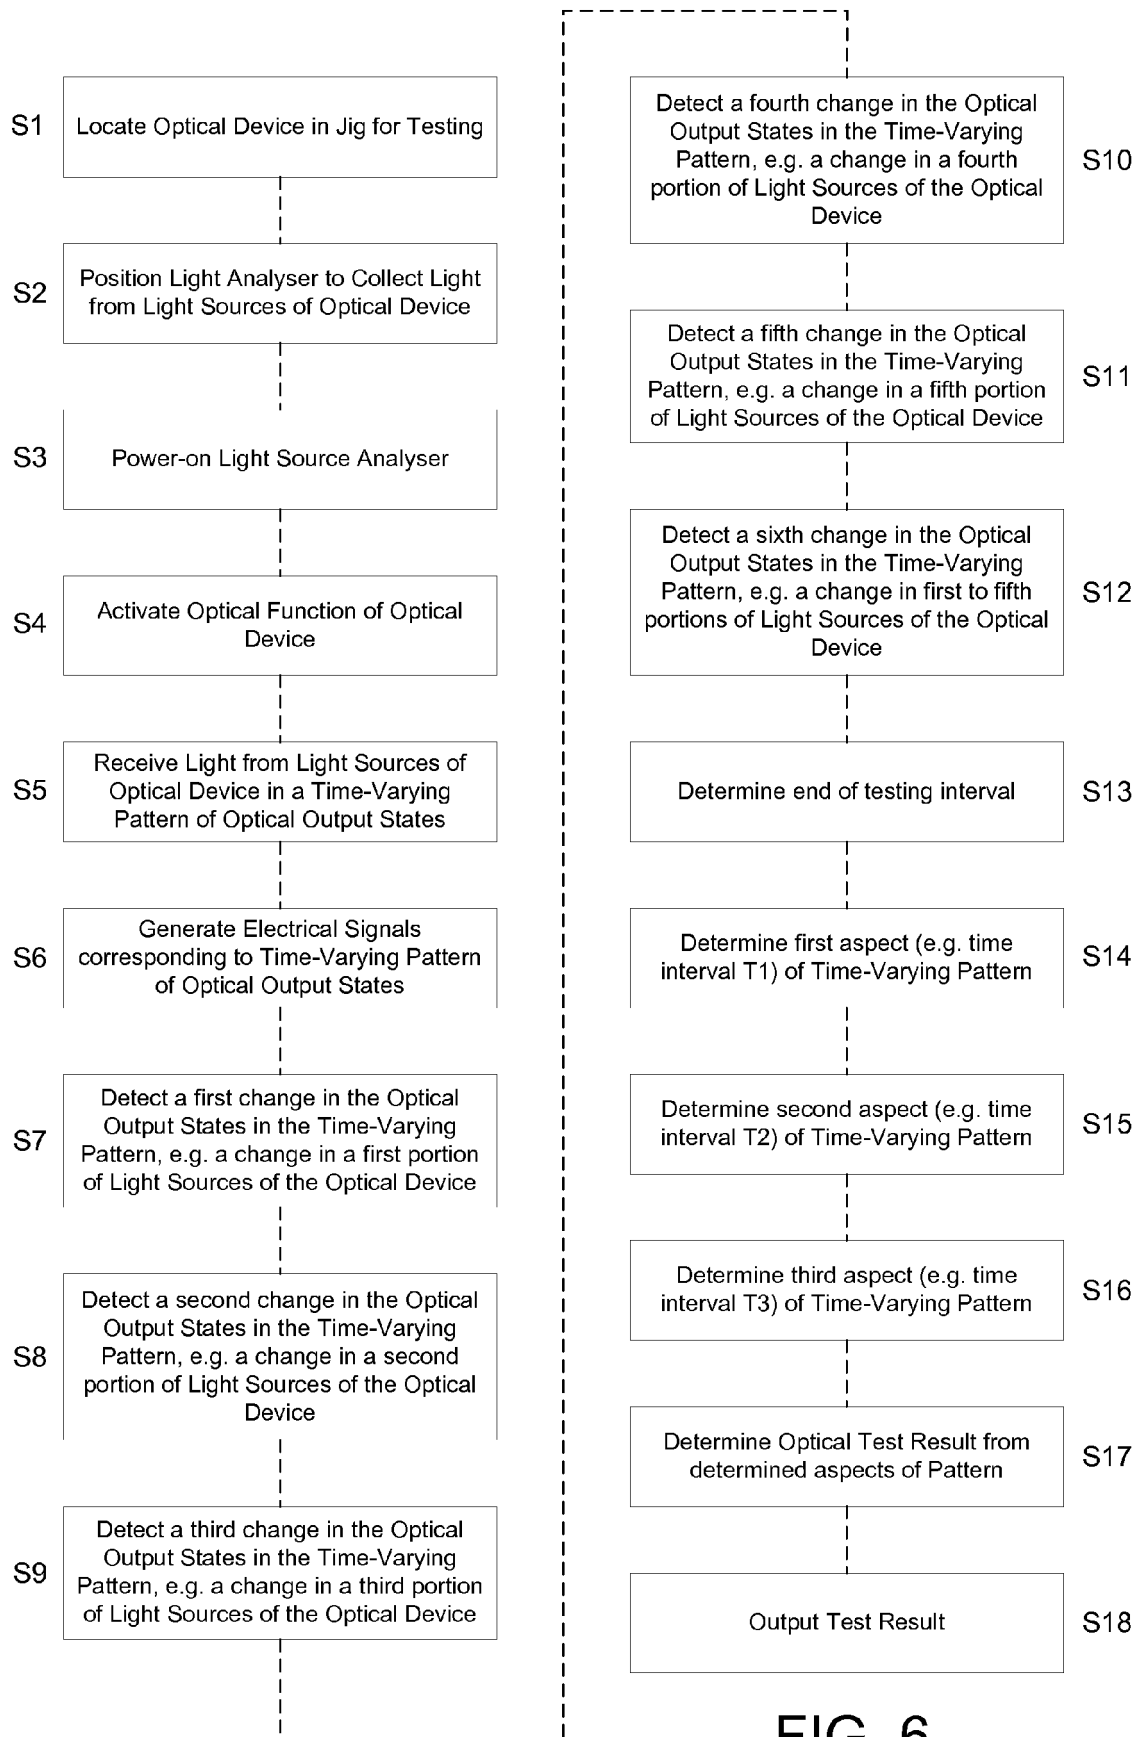 S1
Locate Optical Device in Jig for Testing
S2
Position Light Analyser to Collect Light
from Light Sources of Optical Device
S3
Power-on Light Source Analyser
S4
Activate Optical Function of Optical
Device
S5
Receive Light from Light Sources of
Optical Device in a Time-Varying
Pattern of Optical Output States
S6
Generate Electrical Signals
corresponding to Time-Varying Pattern
of Optical Output States
S7
Detect a first change in the Optical
Output States in the Time-Varying
Pattern, e.g. a change in a first portion
of Light Sources of the Optical Device
S8
Detect a second change in the Optical
Output States in the Time-Varying
Pattern, e.g. a change in a second
portion of Light Sources of the Optical
Device
S9
Detect a third change in the Optical
Output States in the Time-Varying
Pattern, e.g. a change in a third portion
of Light Sources of the Optical Device
Detect a fourth change in the Optical
Output States in the Time-Varying
Pattern, e.g. a change in a fourth
portion of Light Sources of the Optical
Device
S10
Detect a fifth change in the Optical
Output States in the Time-Varying
Pattern, e.g. a change in a fifth portion
of Light Sources of the Optical Device
S11
Detect a sixth change in the Optical
Output States in the Time-Varying
Pattern, e.g. a change in first to fifth
portions of Light Sources of the Optical
Device
S12
Determine end of testing interval
S13
Determine first aspect (e.g. time
interval T1) of Time-Varying Pattern
S14
Determine second aspect (e.g. time
interval T2) of Time-Varying Pattern
S15
Determine third aspect (e.g. time
interval T3) of Time-Varying Pattern
S16
Determine Optical Test Result from
determined aspects of Pattern
S17
Output Test Result
S18
FIG. 6